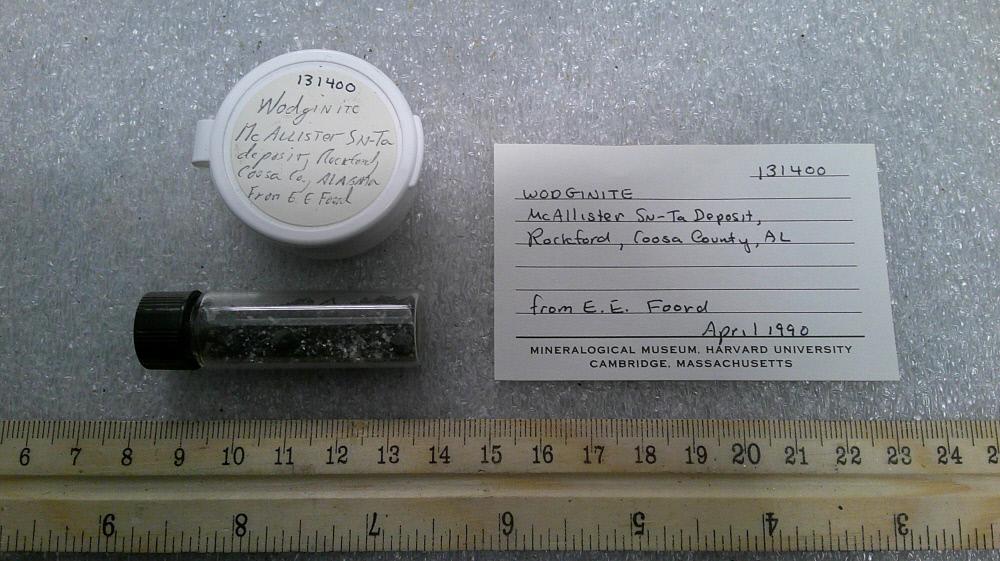 131400
Wodginite
McAllister Sn-Ta
deposit, Rockford,
Coosa Co., ALABAMA
From E E Foord
131400
WODGINITE
McAllister Sn-Ta Deposit,
Rockford, Coosa County, AL
from E. E. Foord
April 1990
MINERALOGICAL MUSEUM, HARVARD UNIVERSITY
CAMBRIDGE, MASSACHUSETTS
6 7 8 9 10 11 12 13 14 15 16 17 18 19 20 21 22 23 24
9 8 7 6 5 4 3